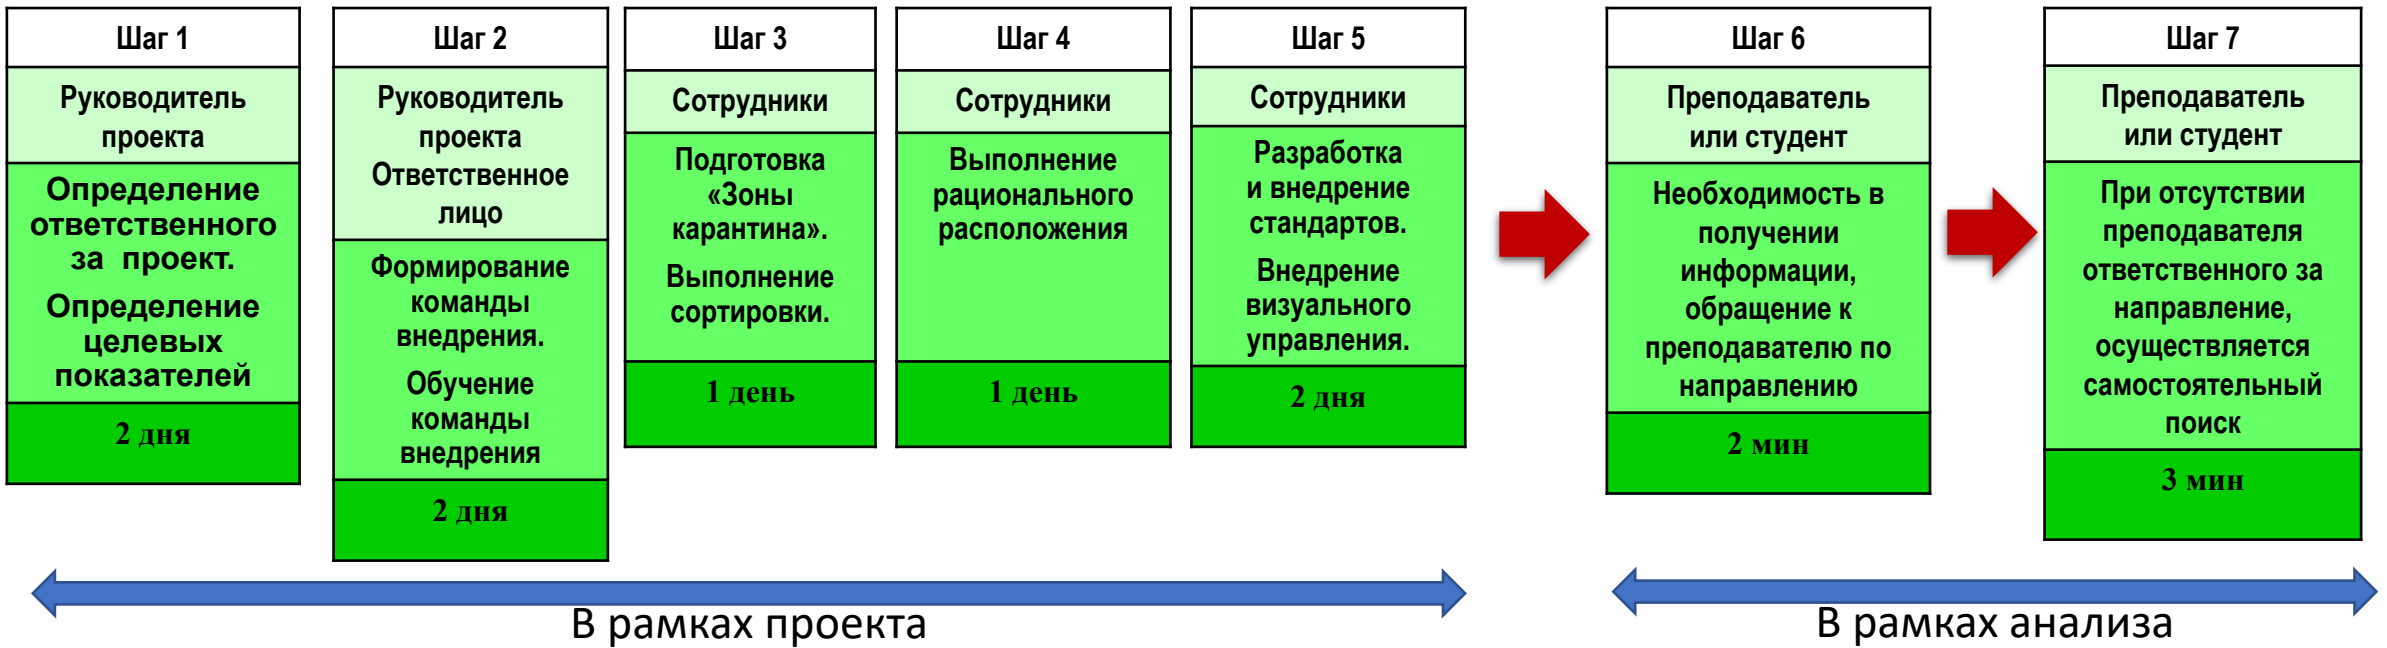 Шаг 1
Руководитель
проекта
Определение
ответственного
за проект.
Определение
целевых
показателей
2 дня
Шаг 2
Руководитель
проекта
Ответственное
лицо
Формирование
команды
внедрения.
Обучение
команды
внедрения
2 дня
Шаг 3
Сотрудники
Подготовка
«Зоны
карантина».
Выполнение
сортировки.
1 день
Шаг 4
Сотрудники
Выполнение
рационального
расположения
1 день
Шаг 5
Сотрудники
Разработка
и внедрение
стандартов.
Внедрение
визуального
управления.
2 дня
Шаг 6
Преподаватель
или студент
Необходимость в
получении
информации,
обращение к
преподавателю по
направлению
2 мин
Шаг 7
Преподаватель
или студент
При отсутствии
преподавателя
ответственного за
направление,
осуществляется
самостоятельный
поиск
3 мин
В рамках проекта
В рамках анализа